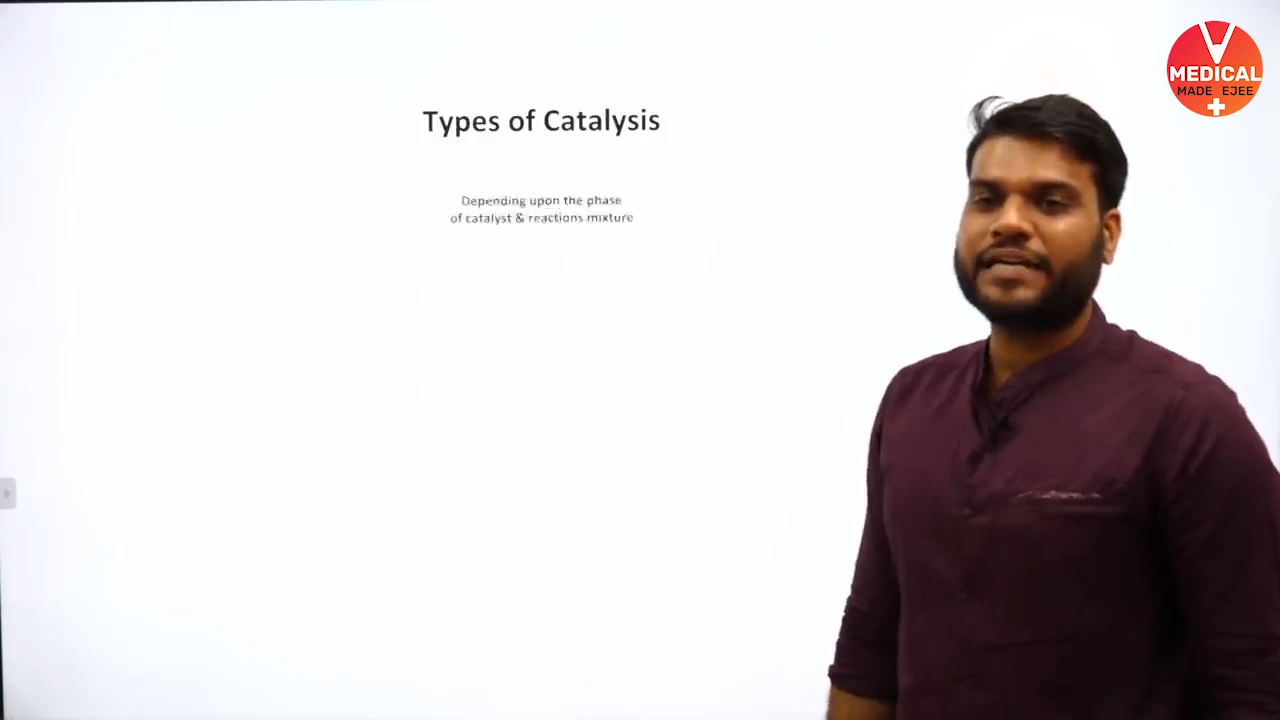 Types of Catalysis
Depending upon the phase
of catalyst & reactions mixture
V
MEDICAL
MADE EJEE